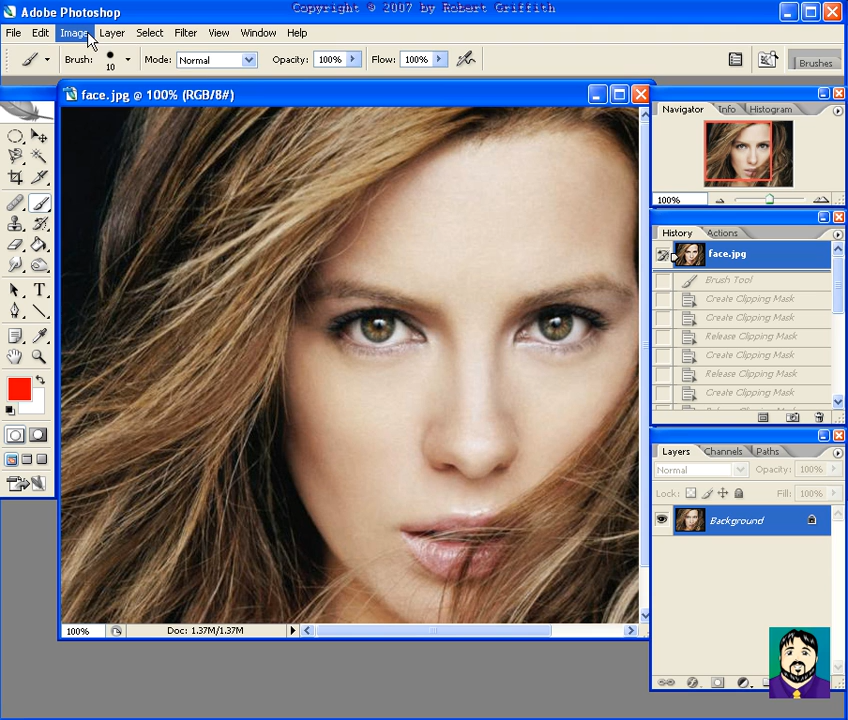 Copyright © 2007 by Robert Griffith
Adobe Photoshop
File Edit Image Layer Select Filter View Window Help
Brush: 10 Mode: Normal Opacity: 100% Flow: 100% Brushes
face.jpg @ 100% (RGB/8#)
Navigator Info Histogram
100%
History Actions
face.jpg
Brush Tool
Create Clipping Mask
Create Clipping Mask
Release Clipping Mask
Create Clipping Mask
Release Clipping Mask
Create Clipping Mask
Layers Channels Paths
Normal Opacity: 100%
Lock: Fill: 100%
Background
100% Doc: 1.37M/1.37M